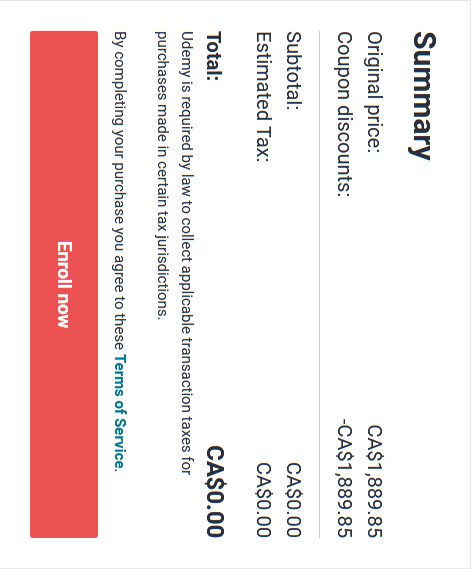 Summary
Original price: CA$1,889.85
Coupon discounts: -CA$1,889.85
Subtotal: CA$0.00
Estimated Tax: CA$0.00
Total: CA$0.00
Udemy is required by law to collect applicable transaction taxes for
purchases made in certain tax jurisdictions.
By completing your purchase you agree to these Terms of Service.
Enroll now